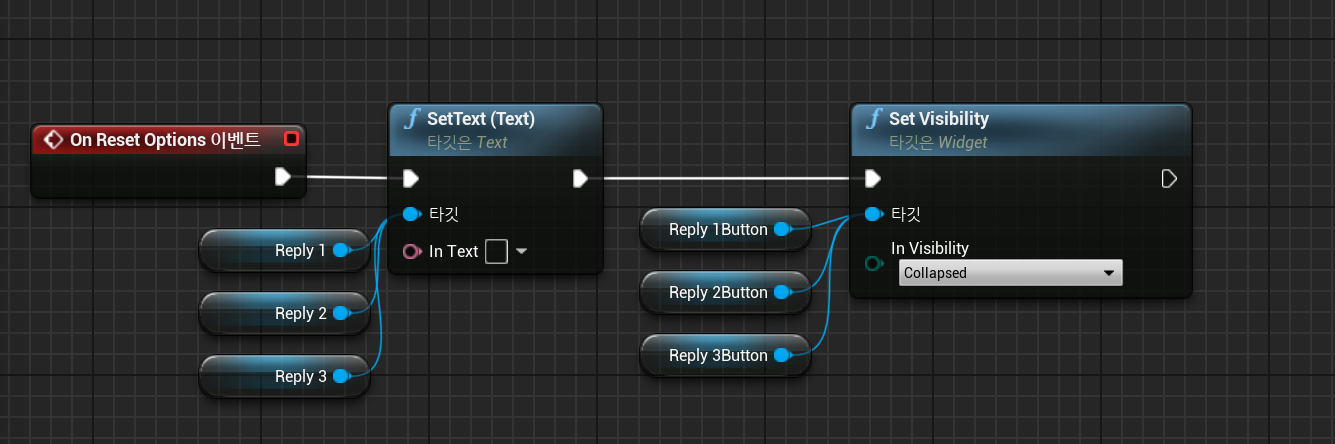 On Reset Options 이벤트
SetText (Text)
타깃은 Text
타깃
In Text
Reply 1
Reply 2
Reply 3
Set Visibility
타깃은 Widget
타깃
In Visibility
Collapsed
Reply 1Button
Reply 2Button
Reply 3Button